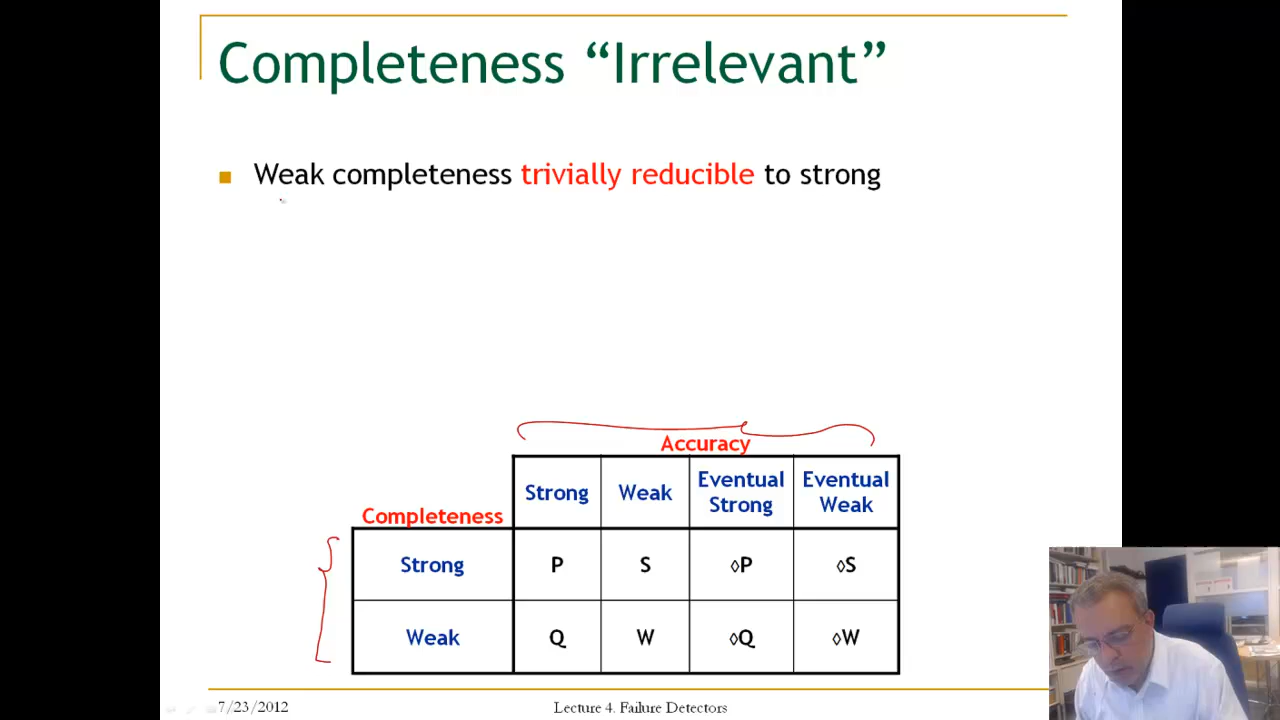 Completeness “Irrelevant”
Weak completeness trivially reducible to strong
Accuracy
Completeness
Strong Weak Eventual Strong Eventual Weak
Strong P S ◊P ◊S
Weak Q W ◊Q ◊W
7/23/2012 Lecture 4. Failure Detectors